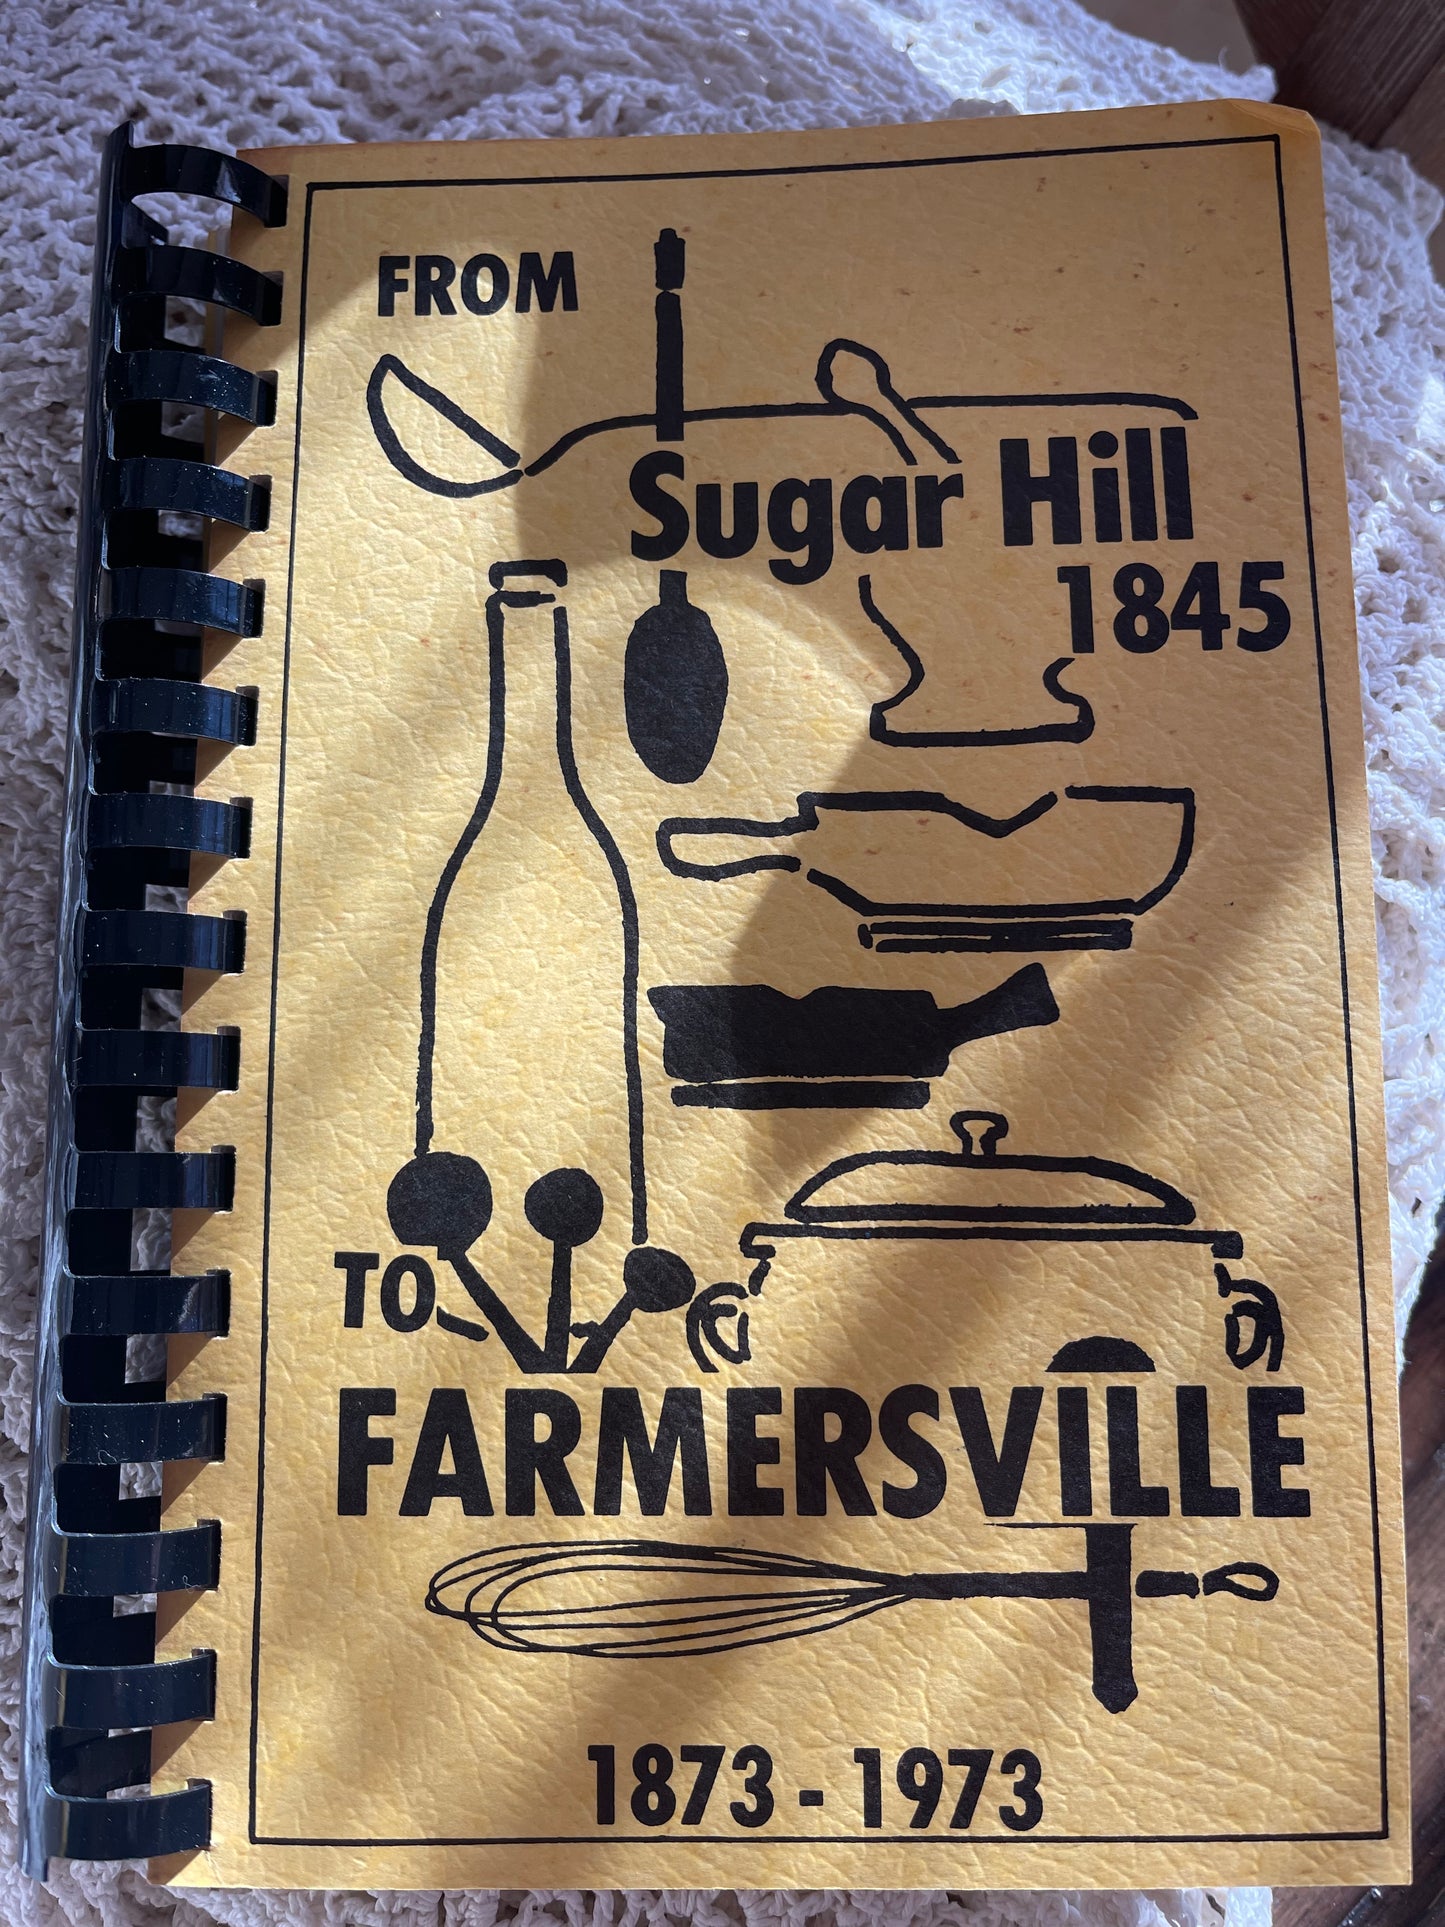 FROM
Sugar Hill
1845
TO
FARMERSVILLE
1873 - 1973